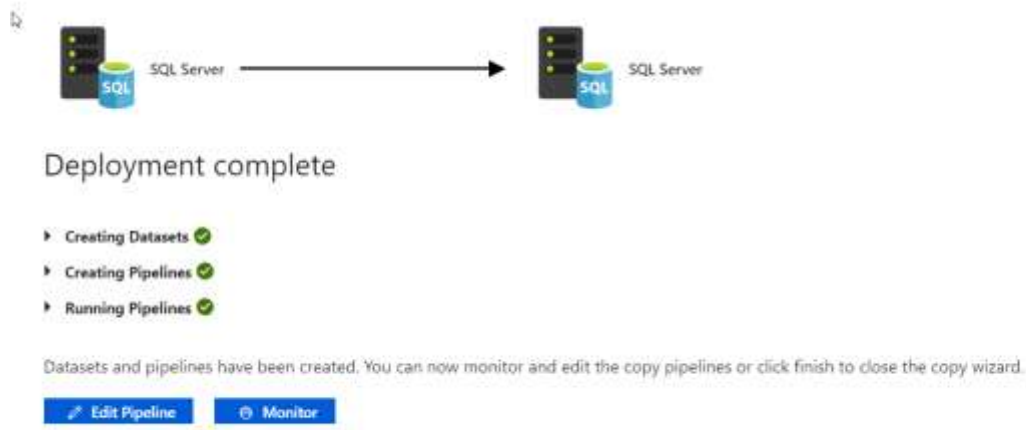 SQL Server SQL Server
SQL SQL
Deployment complete
Creating Datasets
Creating Pipelines
Running Pipelines
Datasets and pipelines have been created. You can now monitor and edit the copy pipelines or click finish to close the copy wizard.
Edit Pipeline Monitor